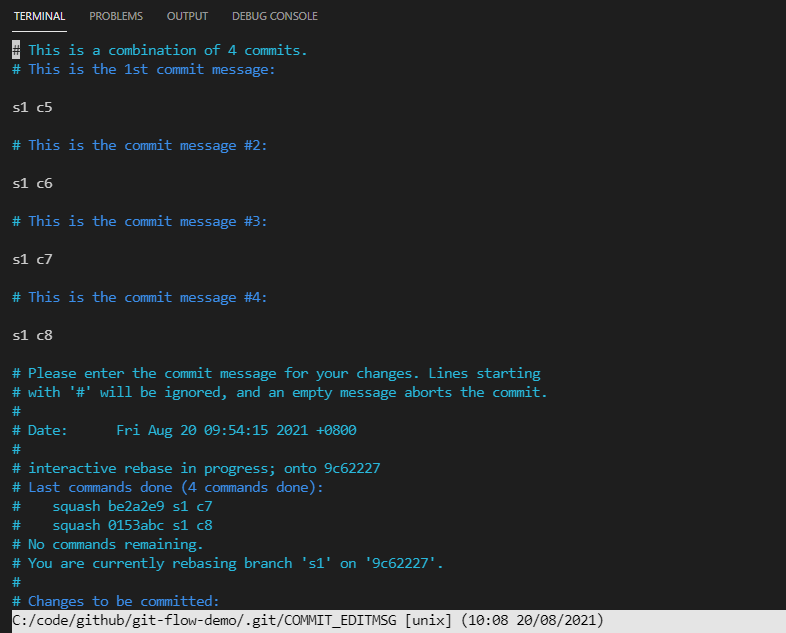 TERMINAL PROBLEMS OUTPUT DEBUG CONSOLE
# This is a combination of 4 commits.
# This is the 1st commit message:
s1 c5
# This is the commit message #2:
s1 c6
# This is the commit message #3:
s1 c7
# This is the commit message #4:
s1 c8
# Please enter the commit message for your changes. Lines starting
# with '#' will be ignored, and an empty message aborts the commit.
#
# Date:      Fri Aug 20 09:54:15 2021 +0800
#
# interactive rebase in progress; onto 9c62227
# Last commands done (4 commands done):
#    squash be2a2e9 s1 c7
#    squash 0153abc s1 c8
# No commands remaining.
# You are currently rebasing branch 's1' on '9c62227'.
#
# Changes to be committed:
C:/code/github/git-flow-demo/.git/COMMIT_EDITMSG [unix] (10:08 20/08/2021)